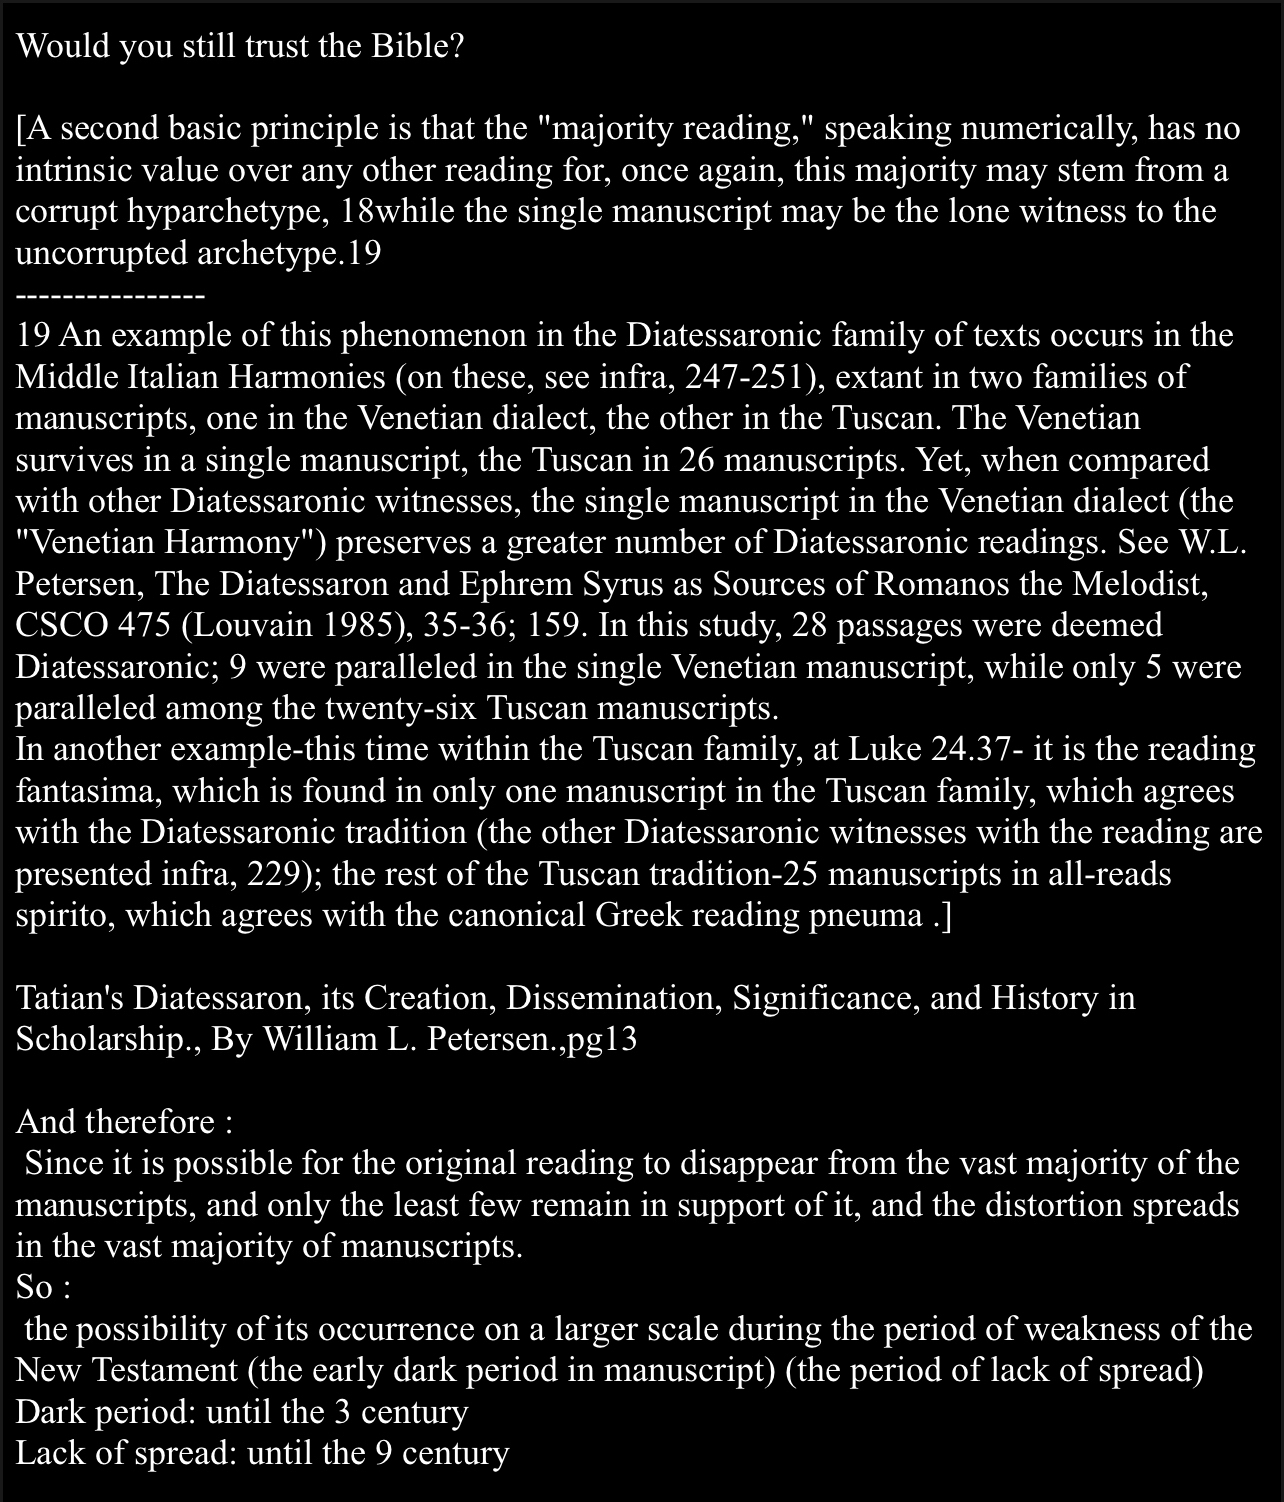 Would you still trust the Bible?
[A second basic principle is that the "majority reading," speaking numerically, has no
intrinsic value over any other reading for, once again, this majority may stem from a
corrupt hyparchetype, 18while the single manuscript may be the lone witness to the
uncorrupted archetype.19
----------------
19 An example of this phenomenon in the Diatessaronic family of texts occurs in the
Middle Italian Harmonies (on these, see infra, 247-251), extant in two families of
manuscripts, one in the Venetian dialect, the other in the Tuscan. The Venetian
survives in a single manuscript, the Tuscan in 26 manuscripts. Yet, when compared
with other Diatessaronic witnesses, the single manuscript in the Venetian dialect (the
"Venetian Harmony") preserves a greater number of Diatessaronic readings. See W.L.
Petersen, The Diatessaron and Ephrem Syrus as Sources of Romanos the Melodist,
CSCO 475 (Louvain 1985), 35-36; 159. In this study, 28 passages were deemed
Diatessaronic; 9 were paralleled in the single Venetian manuscript, while only 5 were
paralleled among the twenty-six Tuscan manuscripts.
In another example-this time within the Tuscan family, at Luke 24.37- it is the reading
fantasima, which is found in only one manuscript in the Tuscan family, which agrees
with the Diatessaronic tradition (the other Diatessaronic witnesses with the reading are
presented infra, 229); the rest of the Tuscan tradition-25 manuscripts in all-reads
spirito, which agrees with the canonical Greek reading pneuma .]
Tatian's Diatessaron, its Creation, Dissemination, Significance, and History in
Scholarship., By William L. Petersen.,pg13
And therefore :
Since it is possible for the original reading to disappear from the vast majority of the
manuscripts, and only the least few remain in support of it, and the distortion spreads
in the vast majority of manuscripts.
So :
the possibility of its occurrence on a larger scale during the period of weakness of the
New Testament (the early dark period in manuscript) (the period of lack of spread)
Dark period: until the 3 century
Lack of spread: until the 9 century